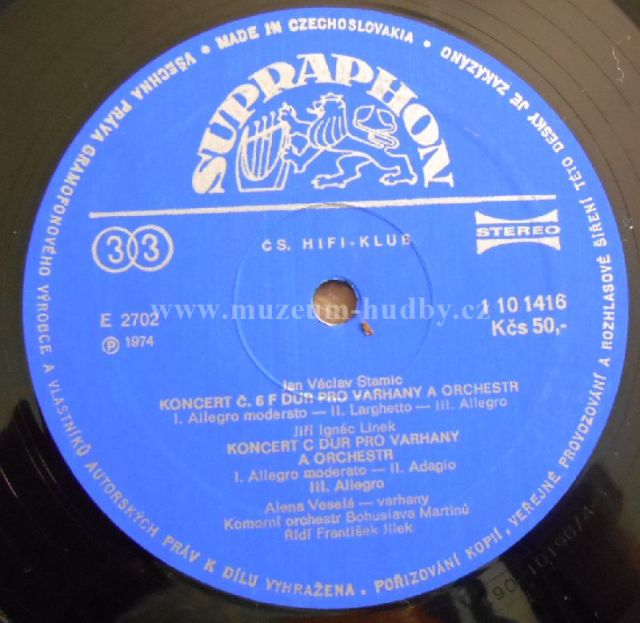 VŠECHNA PRÁVA GRAMOFONOVÉHO VÝROBCE A VLASTNÍKŮ AUTORSKÝCH PRÁV K DÍLU VYHRAŽENA. POŘIZOVÁNÍ KOPIÍ, VEŘEJNÉ PROVOZOVÁNÍ A ROZHLASOVÉ ŠÍŘENÍ TÉTO DESKY JE ZAKÁZÁNO • MADE IN CZECHOSLOVAKIA •
SUPRAPHON
33
ČS. HIFI-KLUB
STEREO
E 2702
1 10 1416
℗ 1974
Kčs 50,-
www.muzeum-hudby.cz
Jan Václav Stamic
KONCERT Č. 6 F DUR PRO VARHANY A ORCHESTR
I. Allegro moderato — II. Larghetto — III. Allegro
Jiří Ignác Linek
KONCERT C DUR PRO VARHANY
A ORCHESTR
I. Allegro moderato — II. Adagio
III. Allegro
Alena Veselá — varhany
Komorní orchestr Bohuslava Martinů
Řídí František Jílek